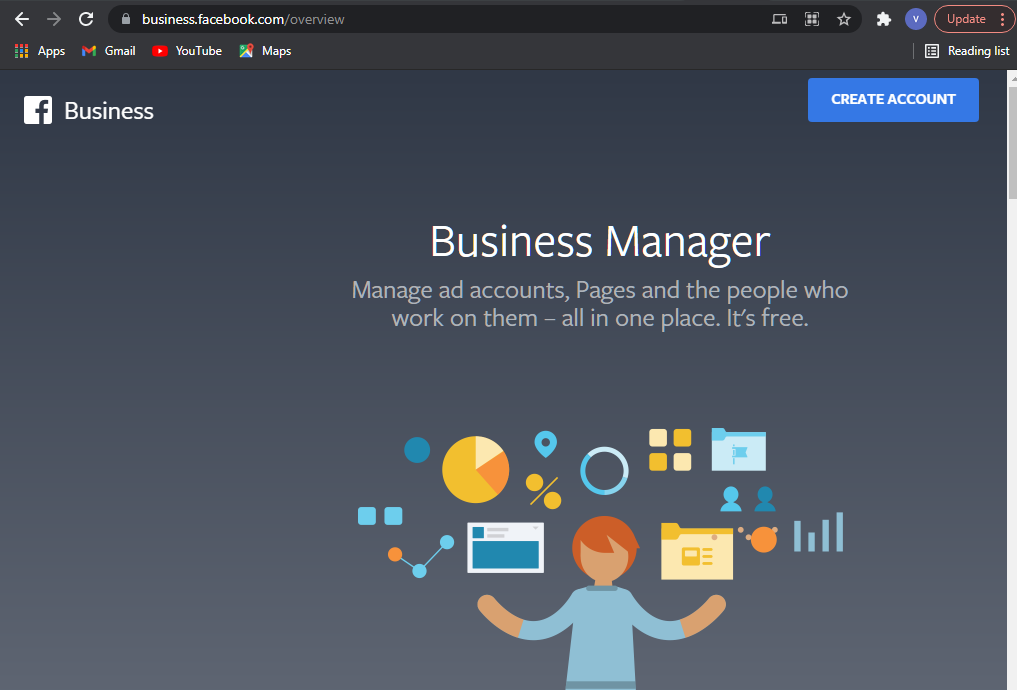 business.facebook.com/overview
V
Update
Apps
Gmail
YouTube
Maps
Reading list
f Business
CREATE ACCOUNT
Business Manager
Manage ad accounts, Pages and the people who
work on them – all in one place. It's free.
%